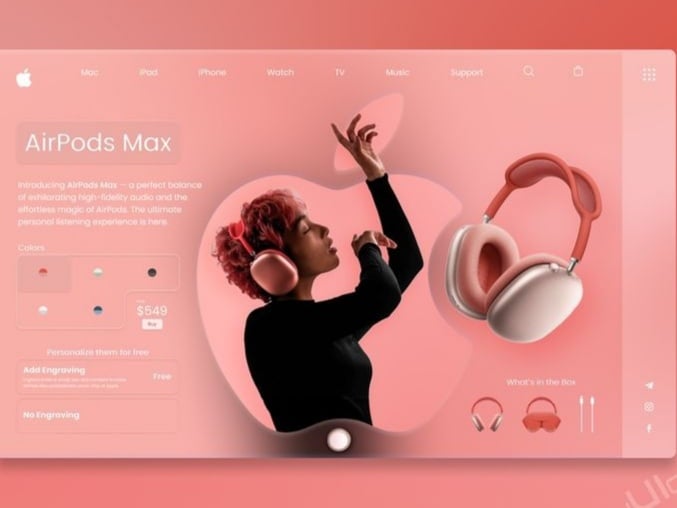 Mac
iPad
iPhone
Watch
TV
Music
Support
AirPods Max
Introducing AirPods Max — a perfect balance
of exhilarating high-fidelity audio and the
effortless magic of AirPods. The ultimate
personal listening experience is here.
Colors
$549
Buy
Personalize them for free
Add Engraving
Free
No Engraving
What's in the Box